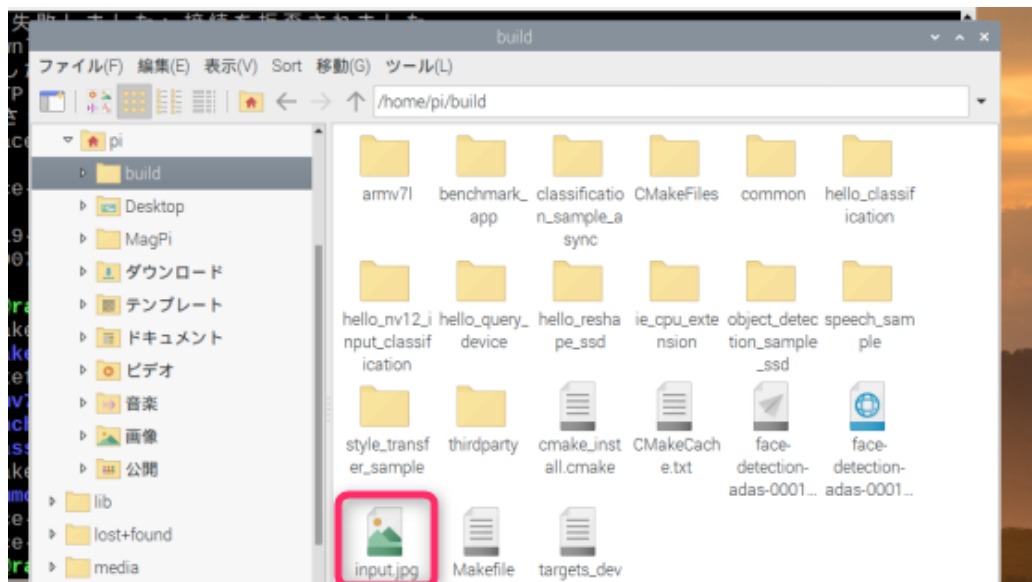 失敗しました: 接続を拒否されました
build
ファイル(F) 編集(E) 表示(V) Sort 移動(G) ツール(L)
/home/pi/build
pi
build
Desktop
MagPi
ダウンロード
テンプレート
ドキュメント
ビデオ
音楽
画像
公開
lib
lost+found
media
armv7l
benchmark_
app
classificatio
n_sample_a
sync
CMakeFiles
common
hello_classif
ication
hello_nv12_i
nput_classif
ication
hello_query_
device
hello_resha
pe_ssd
ie_cpu_exte
nsion
object_detec
tion_sample
_ssd
speech_sam
ple
style_transf
er_sample
thirdparty
cmake_inst
all.cmake
CMakeCach
e.txt
face-
detection-
adas-0001...
face-
detection-
adas-0001...
input.jpg
Makefile
targets_dev